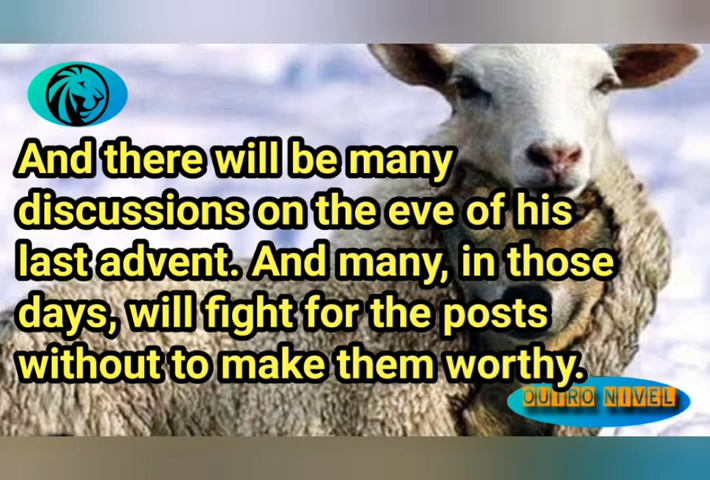 And there will be many
discussions on the eve of his
last advent. And many, in those
days, will fight for the posts
without to make them worthy.
OUTRO NIVEL